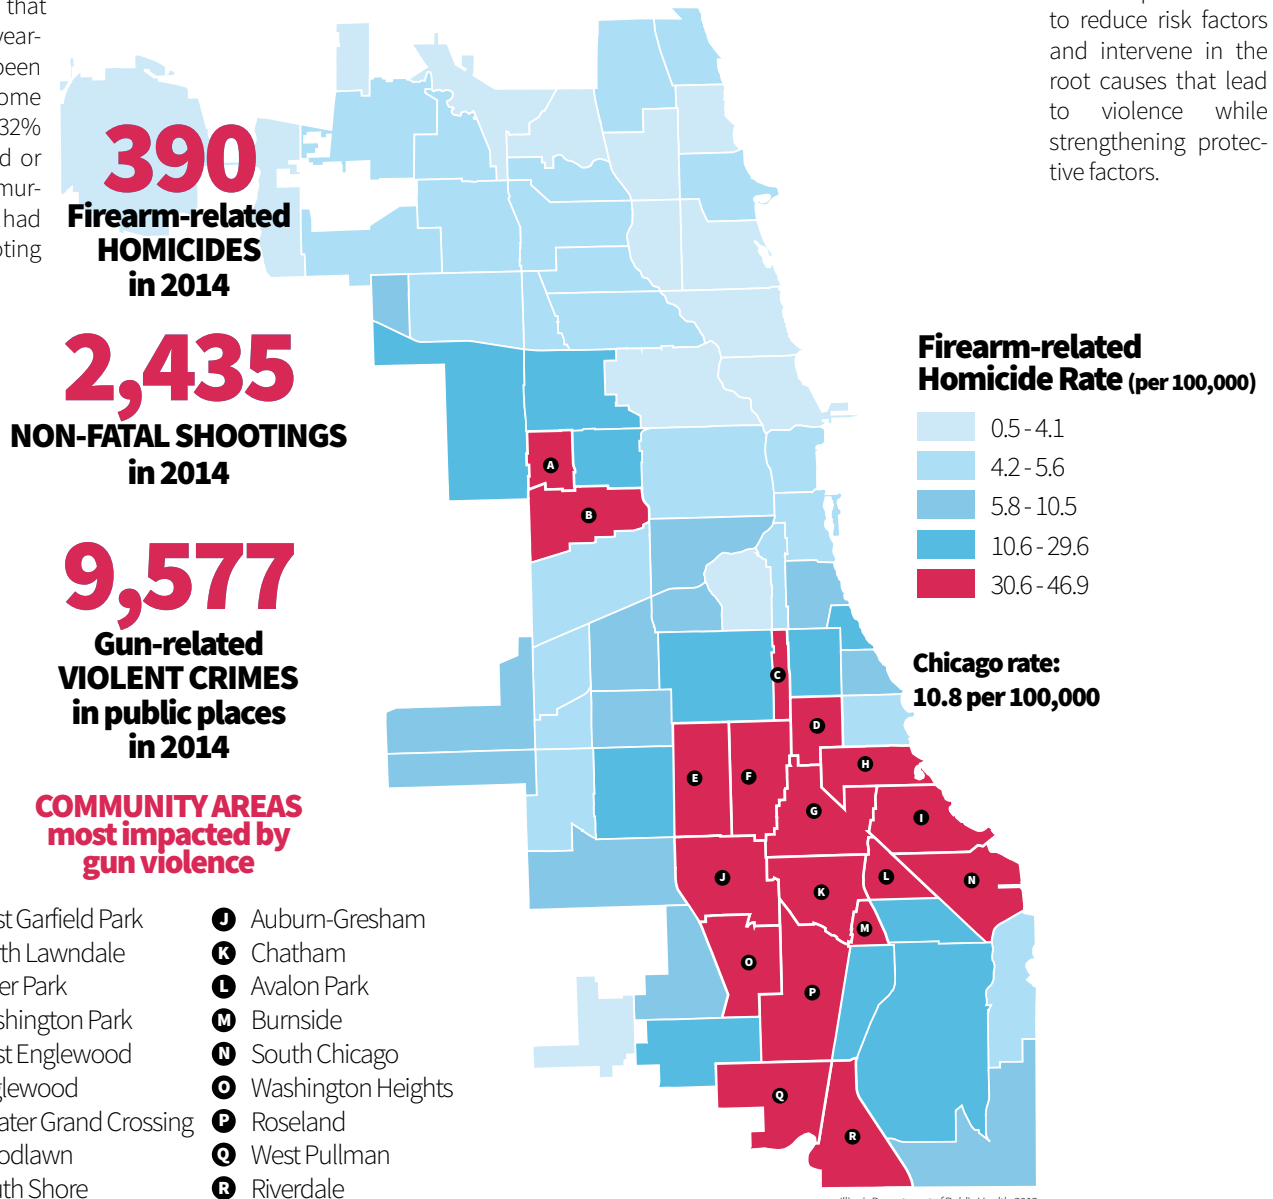 that
year-
been
ome
32%
d or
mur-
had
oting
to reduce risk factors
and intervene in the
root causes that lead
to violence while
strengthening protec-
tive factors.
390
Firearm-related
HOMICIDES
in 2014
2,435
NON-FATAL SHOOTINGS
in 2014
9,577
Gun-related
VIOLENT CRIMES
in public places
in 2014
COMMUNITY AREAS
most impacted by
gun violence
st Garfield Park
th Lawndale
er Park
shington Park
st Englewood
glewood
ater Grand Crossing
odlawn
uth Shore
J Auburn-Gresham
K Chatham
L Avalon Park
M Burnside
N South Chicago
O Washington Heights
P Roseland
Q West Pullman
R Riverdale
A
B
C
D
E
F
G
H
I
J
K
L
M
N
O
P
Q
R
Firearm-related
Homicide Rate (per 100,000)
0.5 - 4.1
4.2 - 5.6
5.8 - 10.5
10.6 - 29.6
30.6 - 46.9
Chicago rate:
10.8 per 100,000